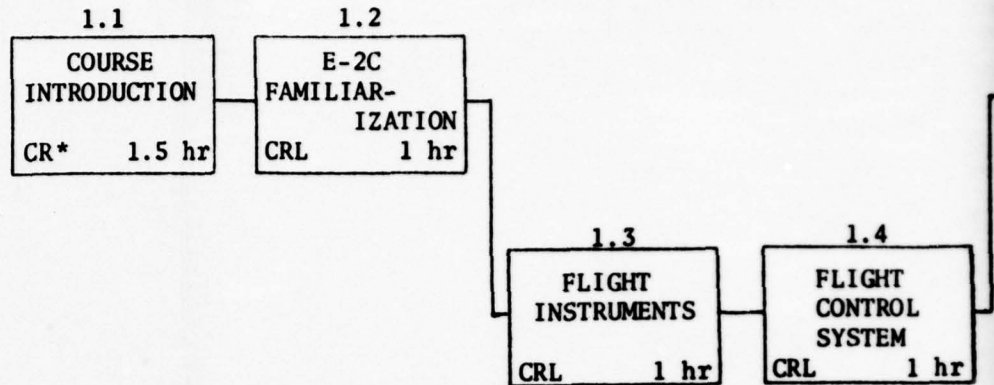 1.1
COURSE
INTRODUCTION
CR* 1.5 hr
1.2
E-2C
FAMILIAR-
IZATION
CRL 1 hr
1.3
FLIGHT
INSTRUMENTS
CRL 1 hr
1.4
FLIGHT
CONTROL
SYSTEM
CRL 1 hr